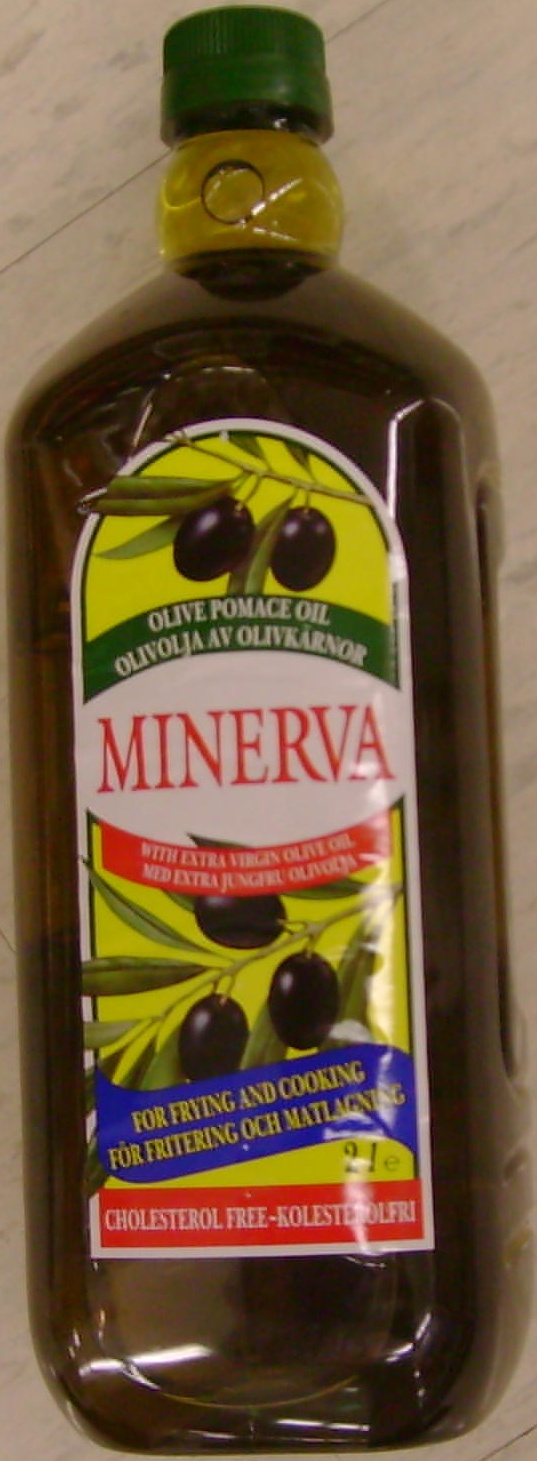 OLIVE POMACE OIL
OLIVOLJA AV OLIVKÄRNOR
MINERVA
WITH EXTRA VIRGIN OLIVE OIL
MED EXTRA JUNGFRU OLIVOLJA
FOR FRYING AND COOKING
FÖR FRITERING OCH MATLAGNING
2 l e
CHOLESTEROL FREE-KOLESTEROLFRI